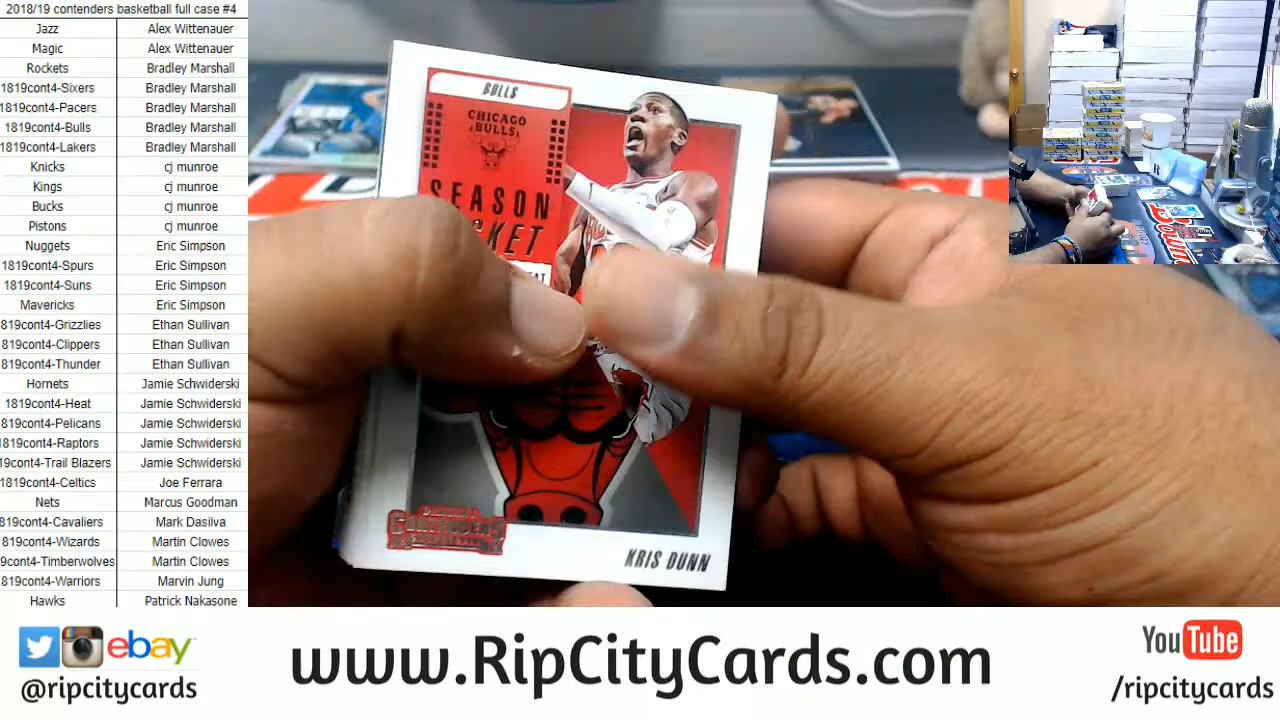 2018/19 contenders basketball full case #4
Jazz Alex Wittenauer
Magic Alex Wittenauer
Rockets Bradley Marshall
1819cont4-Sixers Bradley Marshall
1819cont4-Pacers Bradley Marshall
1819cont4-Bulls Bradley Marshall
1819cont4-Lakers Bradley Marshall
Knicks cj munroe
Kings cj munroe
Bucks cj munroe
Pistons cj munroe
Nuggets Eric Simpson
1819cont4-Spurs Eric Simpson
1819cont4-Suns Eric Simpson
Mavericks Eric Simpson
819cont4-Grizzlies Ethan Sullivan
819cont4-Clippers Ethan Sullivan
819cont4-Thunder Ethan Sullivan
Hornets Jamie Schwiderski
1819cont4-Heat Jamie Schwiderski
819cont4-Pelicans Jamie Schwiderski
1819cont4-Raptors Jamie Schwiderski
9cont4-Trail Blazers Jamie Schwiderski
819cont4-Celtics Joe Ferrara
Nets Marcus Goodman
819cont4-Cavaliers Mark Dasilva
819cont4-Wizards Martin Clowes
9cont4-Timberwolves Martin Clowes
819cont4-Warriors Marvin Jung
Hawks Patrick Nakasone
BULLS
CHICAGO
BULLS
SEASON
KET
CONTENDERS
KRIS DUNN
ebay
@ripcitycards
www.RipCityCards.com
YouTube
/ripcitycards